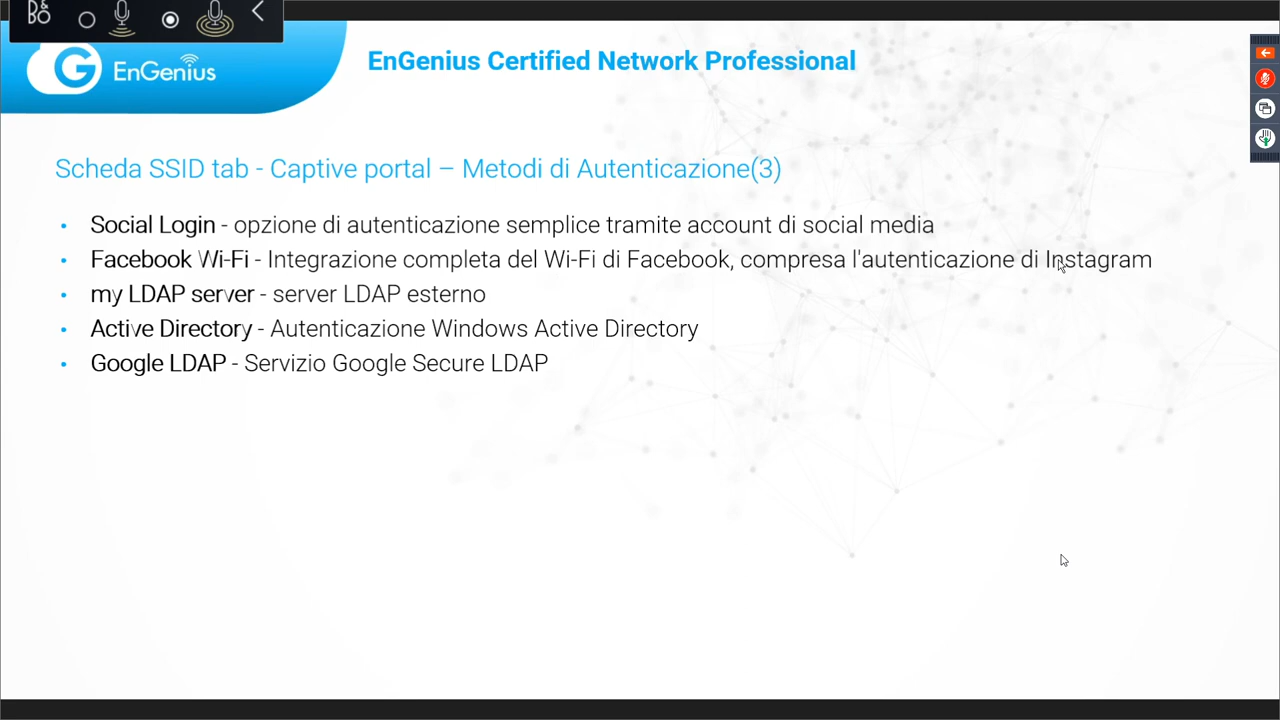 EnGenius
EnGenius Certified Network Professional
Scheda SSID tab - Captive portal – Metodi di Autenticazione(3)
• Social Login - opzione di autenticazione semplice tramite account di social media
• Facebook Wi-Fi - Integrazione completa del Wi-Fi di Facebook, compresa l'autenticazione di Instagram
• my LDAP server - server LDAP esterno
• Active Directory - Autenticazione Windows Active Directory
• Google LDAP - Servizio Google Secure LDAP